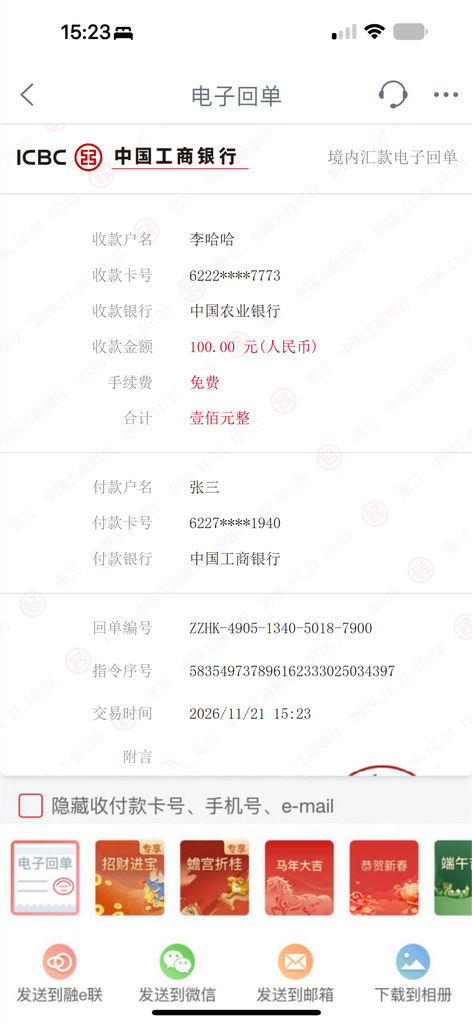 15:23
电子回单
ICBC 中国工商银行 境内汇款电子回单
收款户名 李哈哈
收款卡号 6222****7773
收款银行 中国农业银行
收款金额 100.00 元(人民币)
手续费 免费
合计 壹佰元整
付款户名 张三
付款卡号 6227****1940
付款银行 中国工商银行
回单编号 ZZHK-4905-1340-5018-7900
指令序号 583549737896162333025034397
交易时间 2026/11/21 15:23
附言
隐藏收付款卡号、手机号、e-mail
电子回单
专享
招财进宝
专享
蟾宫折桂
马年大吉
恭贺新春
端午
发送到融e联 发送到微信 发送到邮箱 下载到相册